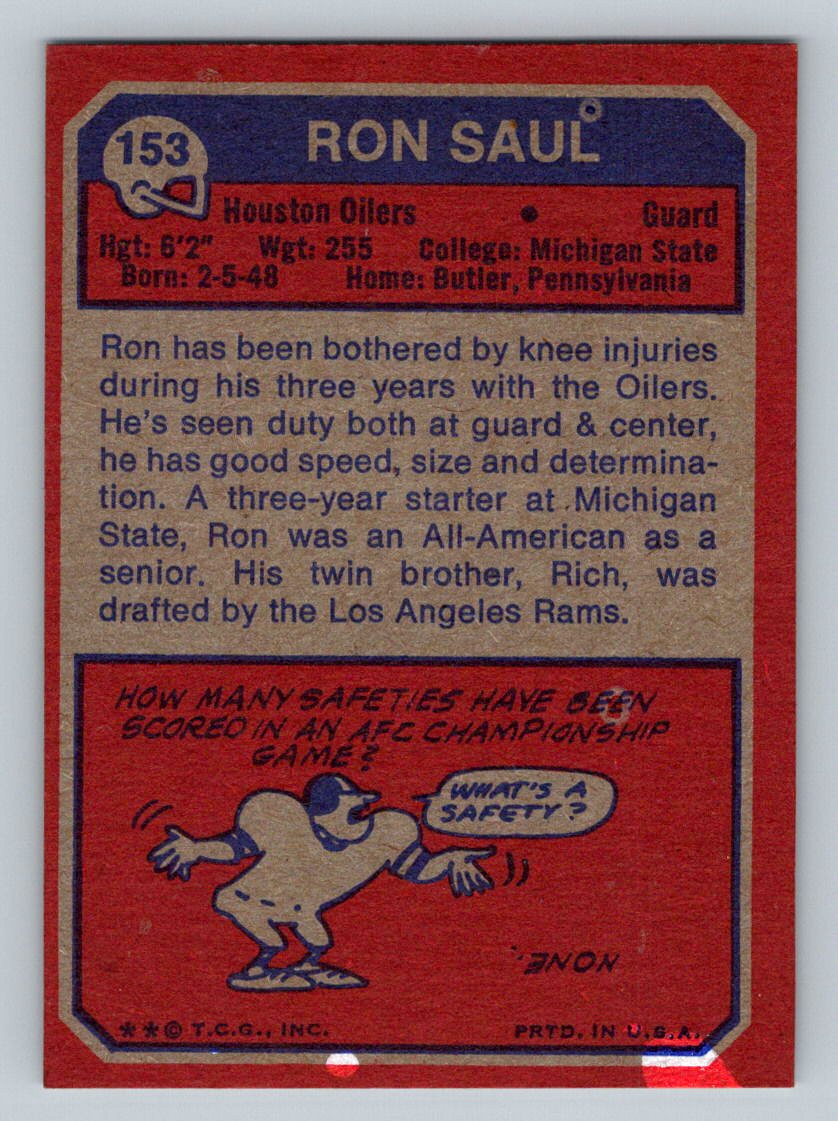 153
RON SAUL
Houston Oilers • Guard
Hgt: 6'2" Wgt: 255 College: Michigan State
Born: 2-5-48 Home: Butler, Pennsylvania
Ron has been bothered by knee injuries
during his three years with the Oilers.
He's seen duty both at guard & center,
he has good speed, size and determina-
tion. A three-year starter at Michigan
State, Ron was an All-American as a
senior. His twin brother, Rich, was
drafted by the Los Angeles Rams.
HOW MANY SAFETIES HAVE BEEN
SCORED IN AN AFC CHAMPIONSHIP
GAME?
WHAT'S A
SAFETY?
NONE.
**© T.C.G., INC. PRTD. IN U.S.A.